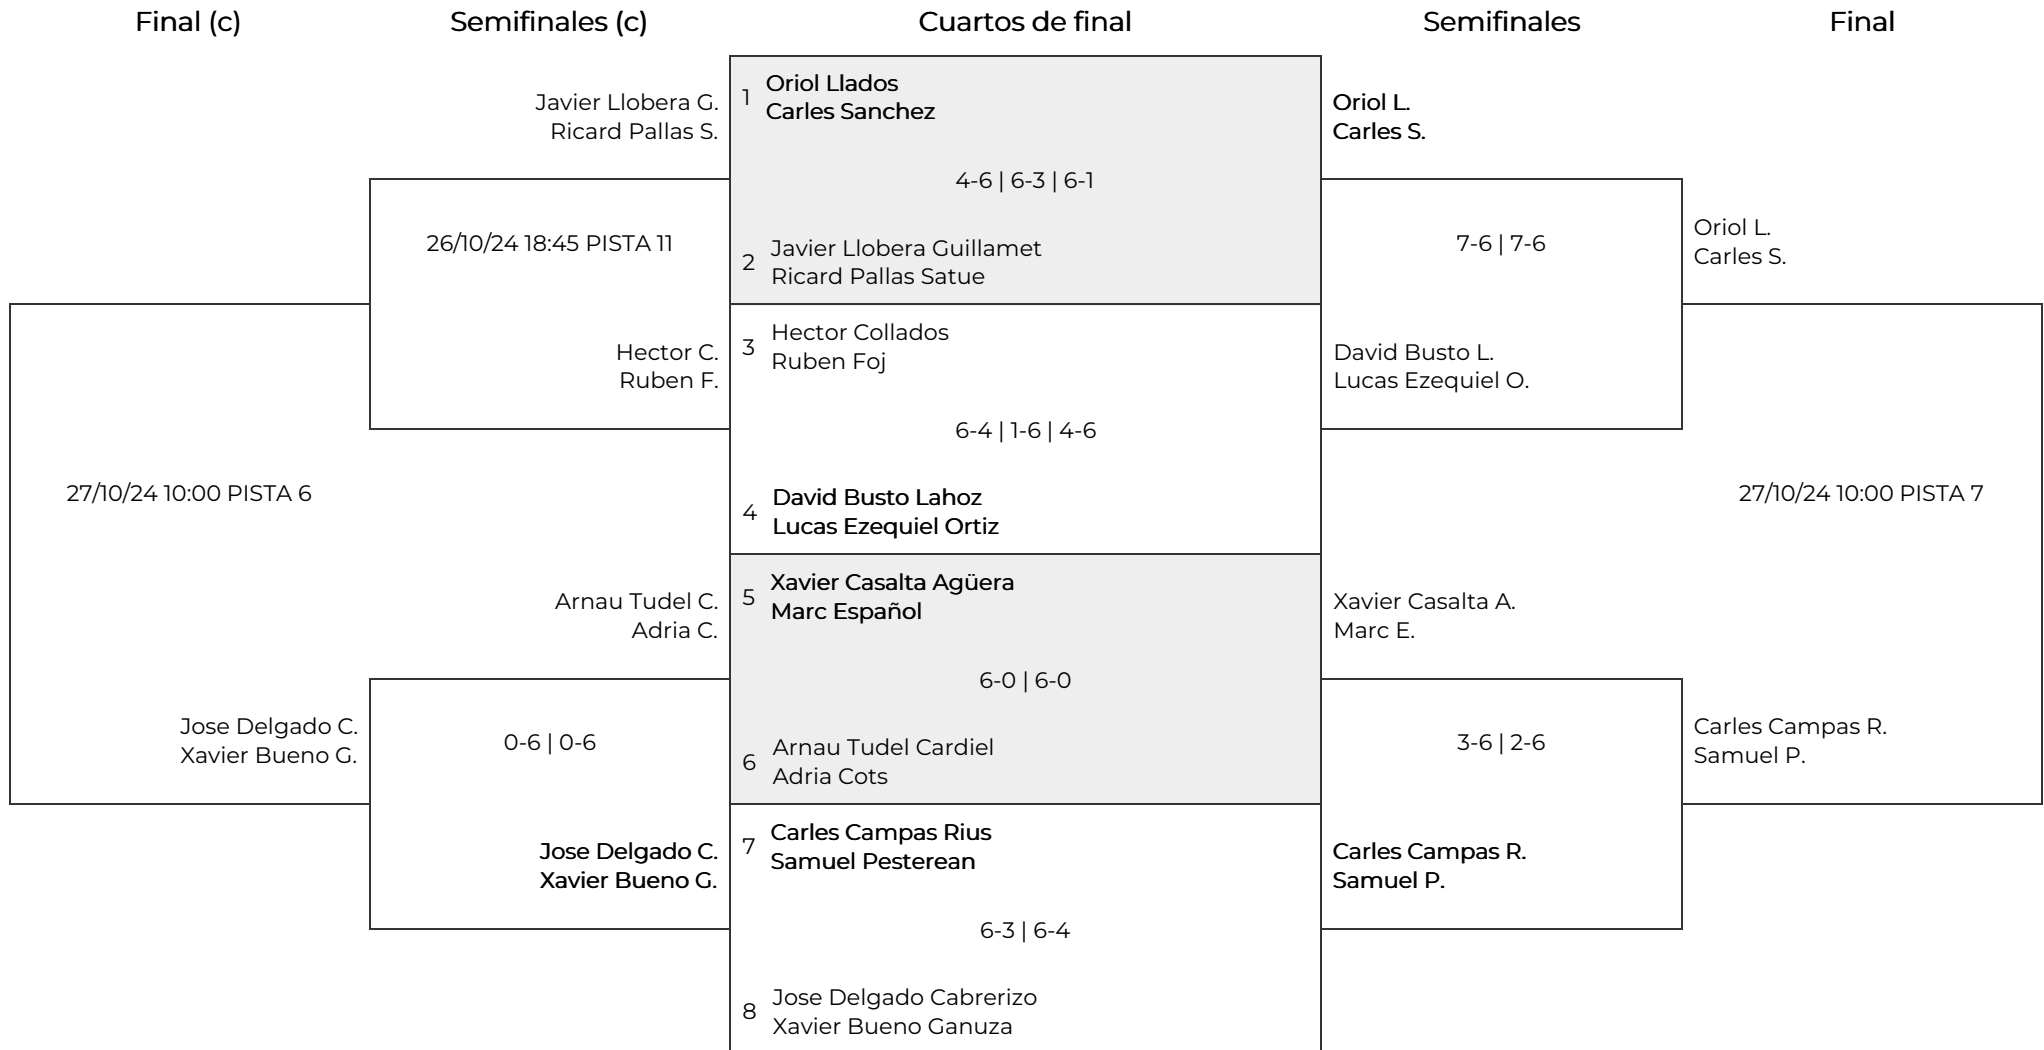 Final (c)
Semifinales (c)
Cuartos de final
Semifinales
Final
Javier Llobera G.
Ricard Pallas S.
26/10/24 18:45 PISTA 11
Hector C.
Ruben F.
27/10/24 10:00 PISTA 6
Arnau Tudel C.
Adria C.
Jose Delgado C.
Xavier Bueno G.
0-6 | 0-6
Jose Delgado C.
Xavier Bueno G.
1
Oriol Llados
Carles Sanchez
4-6 | 6-3 | 6-1
2
Javier Llobera Guillamet
Ricard Pallas Satue
3
Hector Collados
Ruben Foj
6-4 | 1-6 | 4-6
4
David Busto Lahoz
Lucas Ezequiel Ortiz
5
Xavier Casalta Agüera
Marc Español
6-0 | 6-0
6
Arnau Tudel Cardiel
Adria Cots
7
Carles Campas Rius
Samuel Pesterean
6-3 | 6-4
8
Jose Delgado Cabrerizo
Xavier Bueno Ganuza
Oriol L.
Carles S.
7-6 | 7-6
David Busto L.
Lucas Ezequiel O.
Oriol L.
Carles S.
27/10/24 10:00 PISTA 7
Xavier Casalta A.
Marc E.
3-6 | 2-6
Carles Campas R.
Samuel P.
Carles Campas R.
Samuel P.